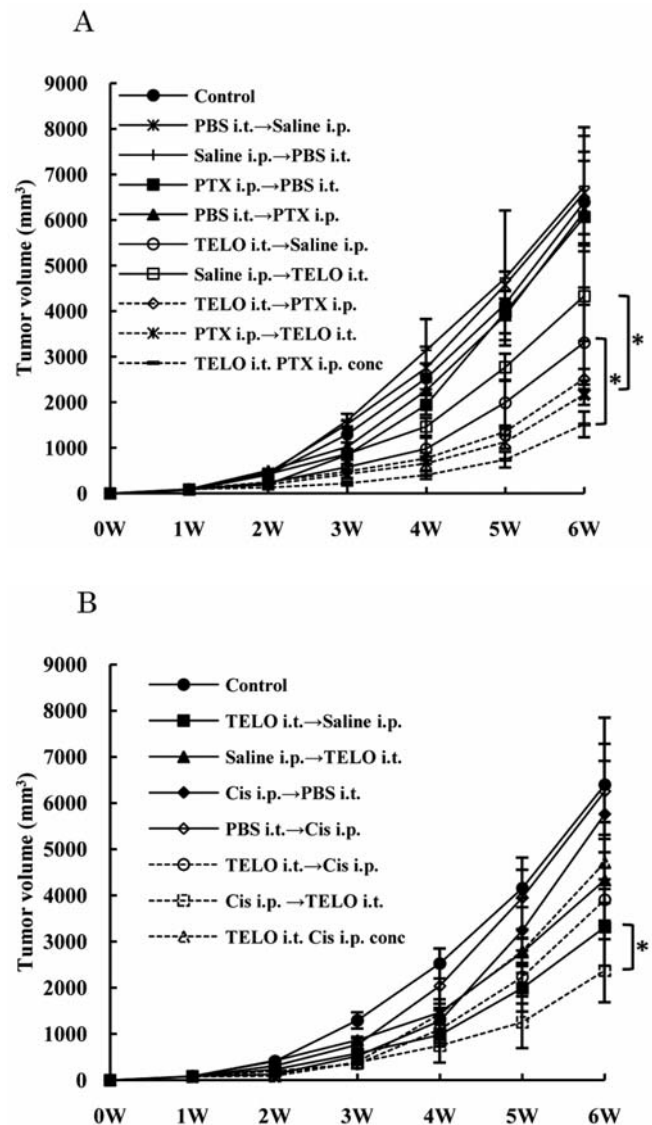 A
9000
8000
7000
6000
5000
4000
3000
2000
1000
0
Tumor volume (mm³)
Control
PBS i.t.→Saline i.p.
Saline i.p.→PBS i.t.
PTX i.p.→PBS i.t.
PBS i.t.→PTX i.p.
TELO i.t.→Saline i.p.
Saline i.p.→TELO i.t.
TELO i.t.→PTX i.p.
PTX i.p.→TELO i.t.
TELO i.t. PTX i.p. conc
*
*
0W 1W 2W 3W 4W 5W 6W
B
9000
8000
7000
6000
5000
4000
3000
2000
1000
0
Tumor volume (mm³)
Control
TELO i.t.→Saline i.p.
Saline i.p.→TELO i.t.
Cis i.p.→PBS i.t.
PBS i.t.→Cis i.p.
TELO i.t.→Cis i.p.
Cis i.p. →TELO i.t.
TELO i.t. Cis i.p. conc
*
0W 1W 2W 3W 4W 5W 6W